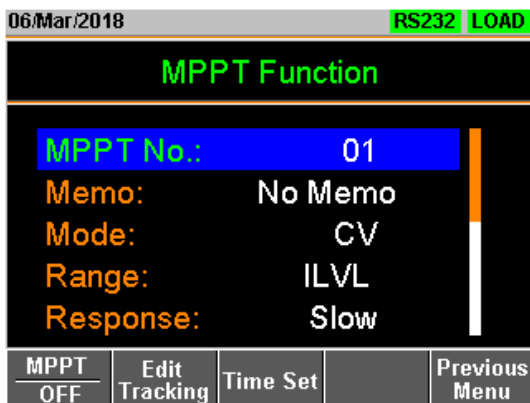 06/Mar/2018 RS232 LOAD
MPPT Function
MPPT No.: 01
Memo: No Memo
Mode: CV
Range: ILVL
Response: Slow
MPPT Edit Previous
OFF Tracking Time Set Menu